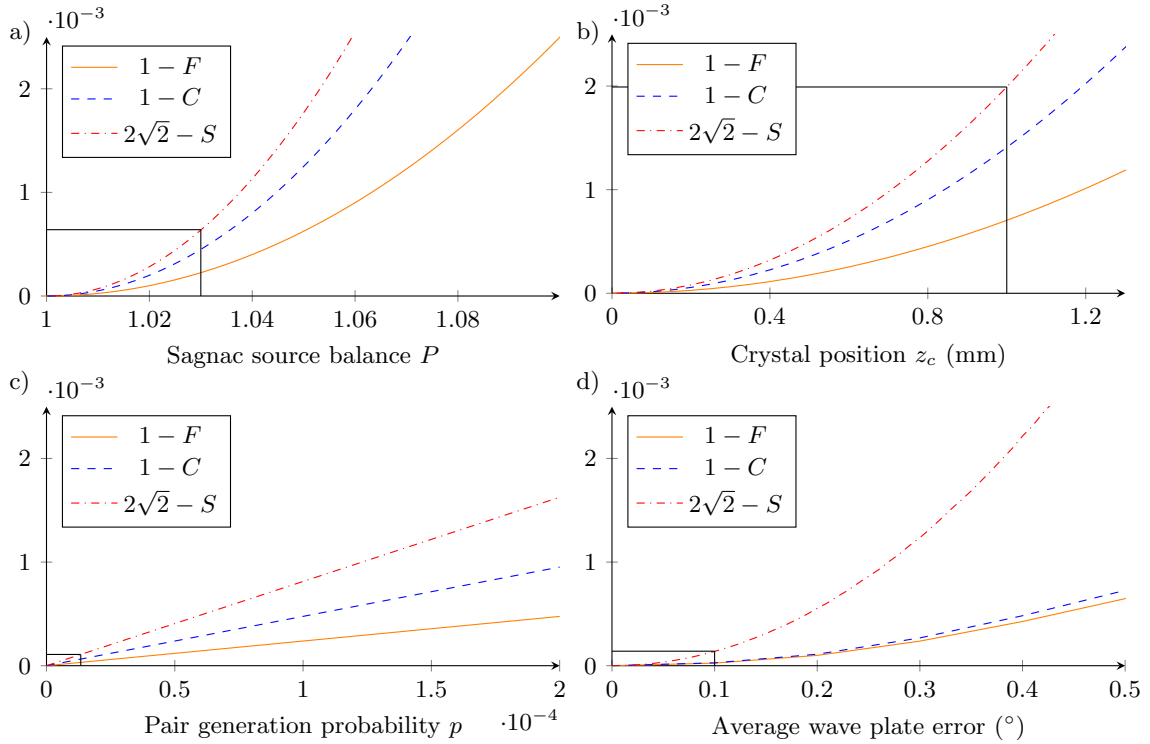 a)
·10⁻³
1 − F
1 − C
2√2 − S
2
1
0
1 1.02 1.04 1.06 1.08
Sagnac source balance P
b)
·10⁻³
1 − F
1 − C
2√2 − S
2
1
0
0 0.4 0.8 1.2
Crystal position z_c (mm)
c)
·10⁻³
1 − F
1 − C
2√2 − S
2
1
0
0 0.5 1 1.5 2
Pair generation probability p ·10⁻⁴
d)
·10⁻³
1 − F
1 − C
2√2 − S
2
1
0
0 0.1 0.2 0.3 0.4 0.5
Average wave plate error (°)